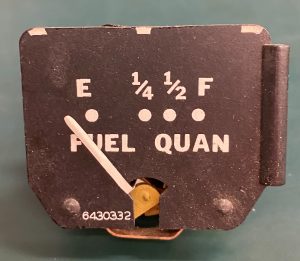 E ¼ ½ F
FUEL QUAN
6430332